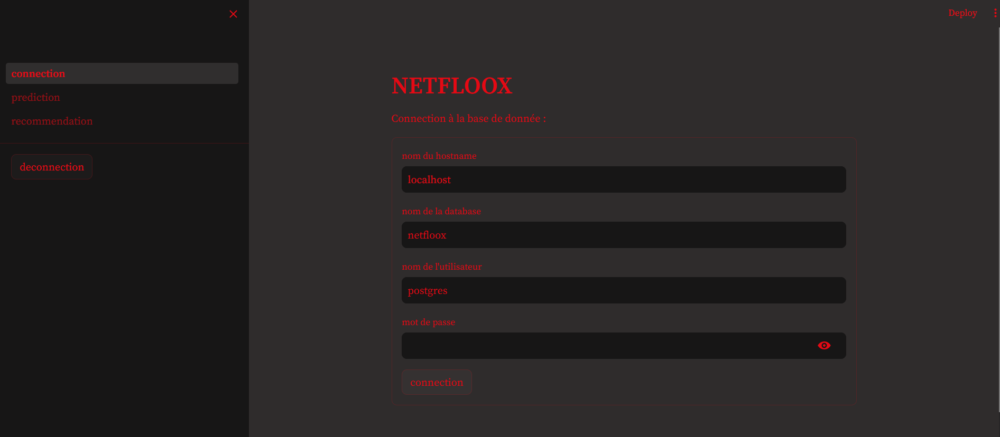 Deploy
connection
prediction
recommendation
deconnection
NETFLOOX
Connection à la base de donnée :
nom du hostname
localhost
nom de la database
netfloox
nom de l'utilisateur
postgres
mot de passe
connection